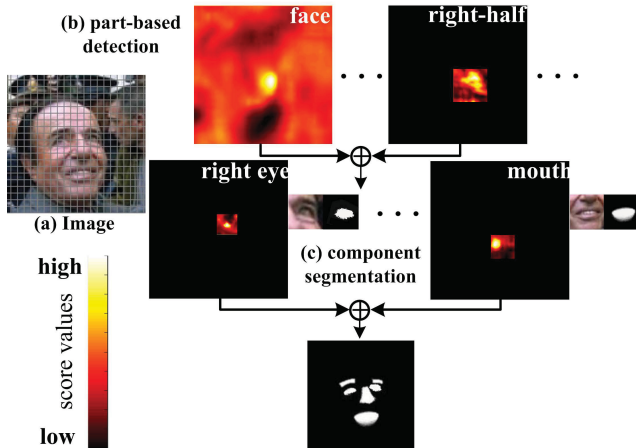 (b) part-based
detection
face
right-half
. . .
. . .
(a) Image
right eye
mouth
. . .
(c) component
segmentation
high
score values
low